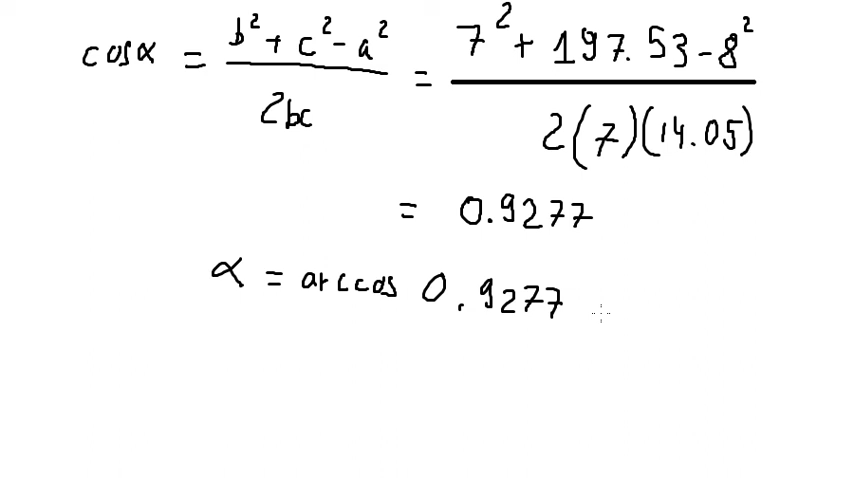 cosα = b² + c² - a² / 2bc = 7² + 197.53 - 8² / 2(7)(14.05)
= 0.9277
α = arccos 0.9277